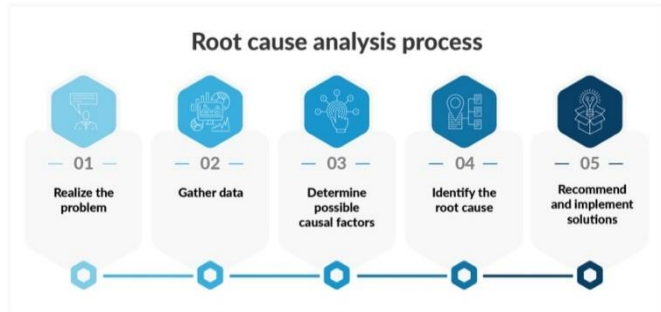 Root cause analysis process
01
Realize the
problem
02
Gather data
03
Determine
possible
causal factors
04
Identify the
root cause
05
Recommend
and implement
solutions